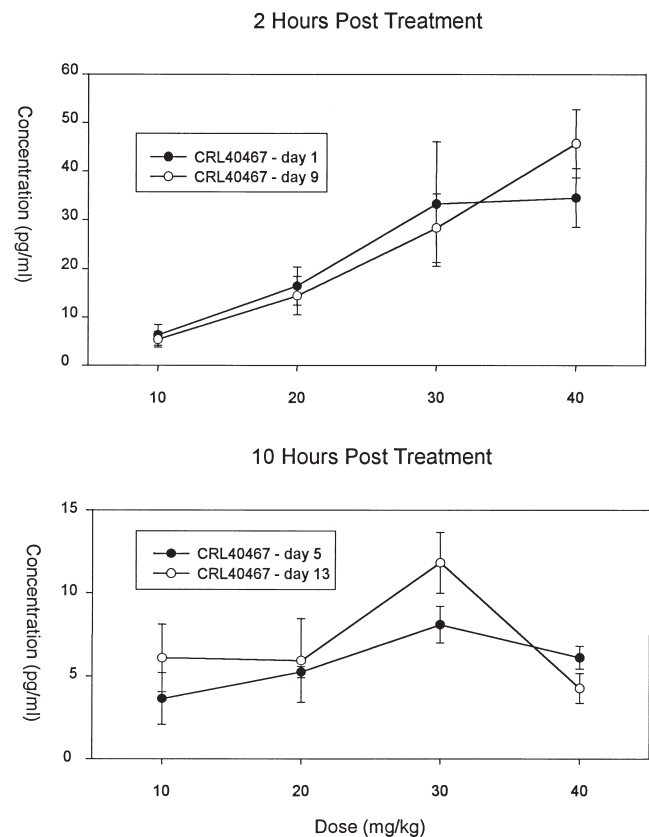 2 Hours Post Treatment
60
50
40
30
20
10
0
Concentration (pg/ml)
CRL40467 - day 1
CRL40467 - day 9
10 20 30 40
10 Hours Post Treatment
15
10
5
0
Concentration (pg/ml)
CRL40467 - day 5
CRL40467 - day 13
10 20 30 40
Dose (mg/kg)